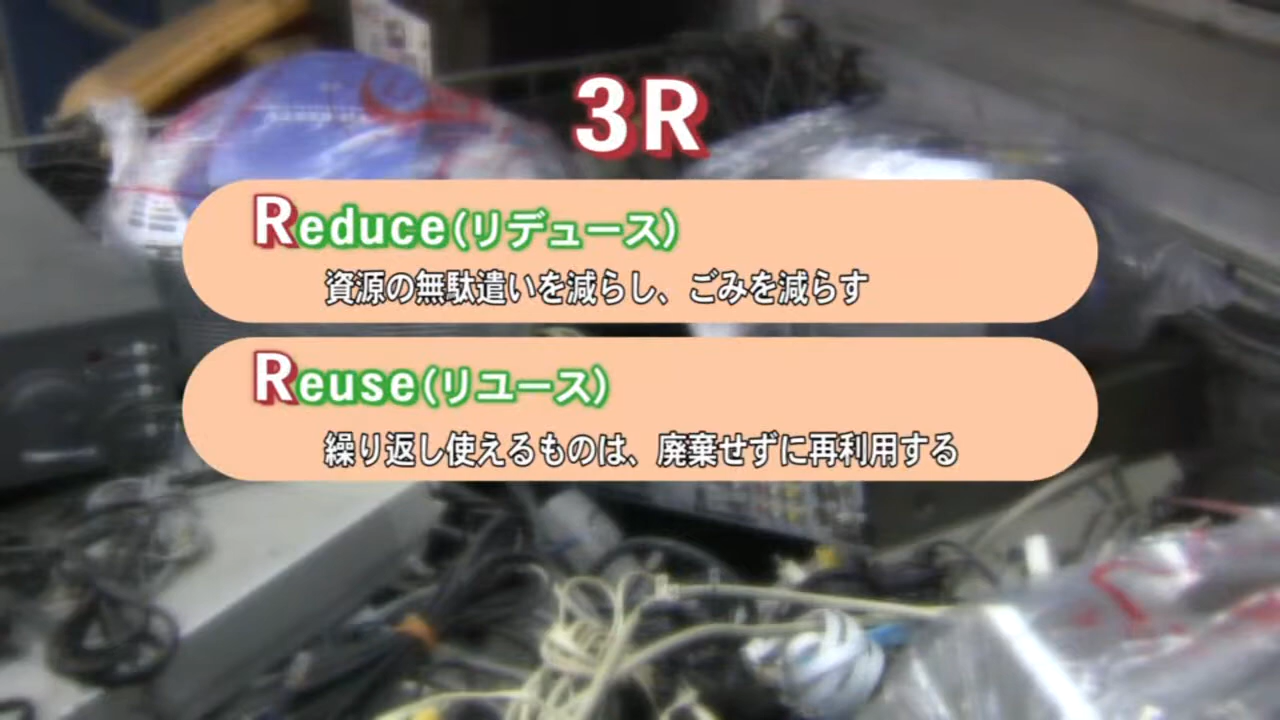 3R
Reduce(リデュース)
資源の無駄遣いを減らし、ごみを減らす
Reuse(リユース)
繰り返し使えるものは、廃棄せずに再利用する